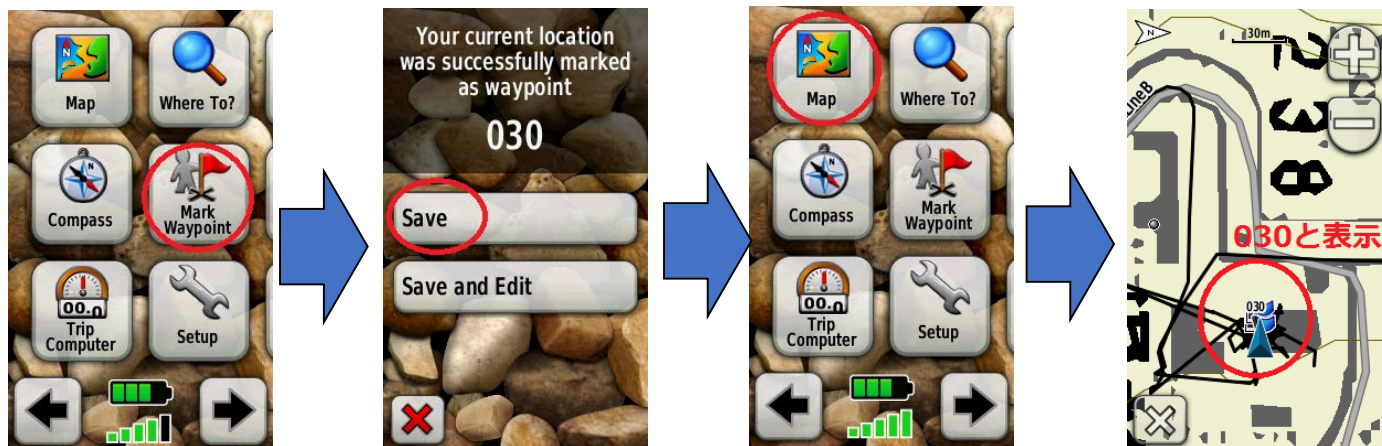 Map
Where To?
Compass
Mark
Waypoint
00.0
Trip
Computer
Setup
Your current location
was successfully marked
as waypoint
030
Save
Save and Edit
Map
Where To?
Compass
Mark
Waypoint
00.0
Trip
Computer
Setup
N
30m
LineB
030と表示
030